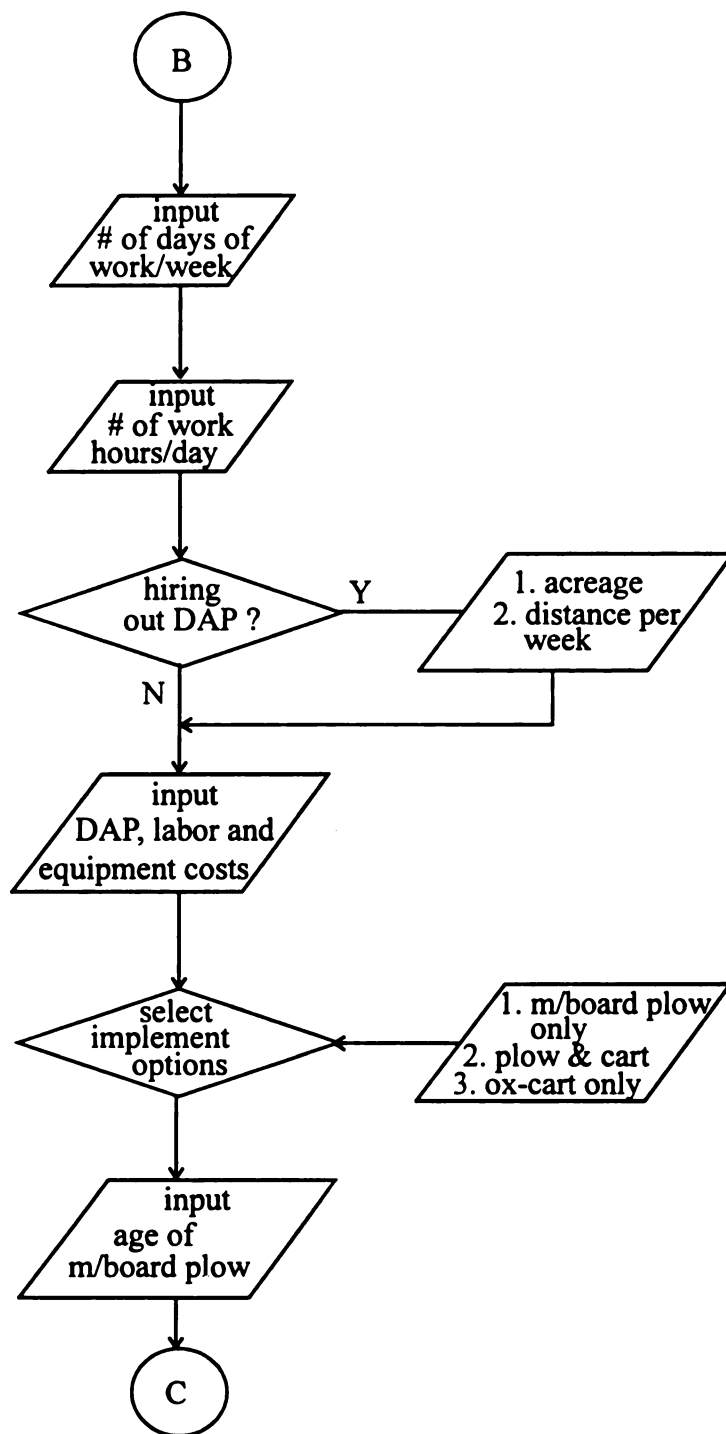 B
input
# of days of
work/week
input
# of work
hours/day
hiring
out DAP ?
Y
1. acreage
2. distance per
week
N
input
DAP, labor and
equipment costs
select
implement
options
1. m/board plow
only
2. plow & cart
3. ox-cart only
input
age of
m/board plow
C